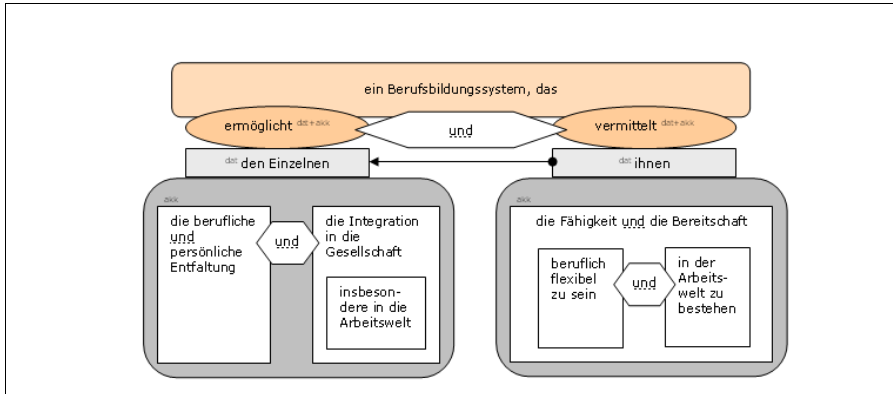 ein Berufsbildungssystem, das
ermöglicht dat+akk
und
vermittelt dat+akk
dat den Einzelnen
dat ihnen
akk
die berufliche
und
persönliche
Entfaltung
und
die Integration
in die
Gesellschaft
insbeson-
dere in die
Arbeitswelt
akk
die Fähigkeit und die Bereitschaft
beruflich
flexibel
zu sein
und
in der
Arbeits-
welt zu
bestehen